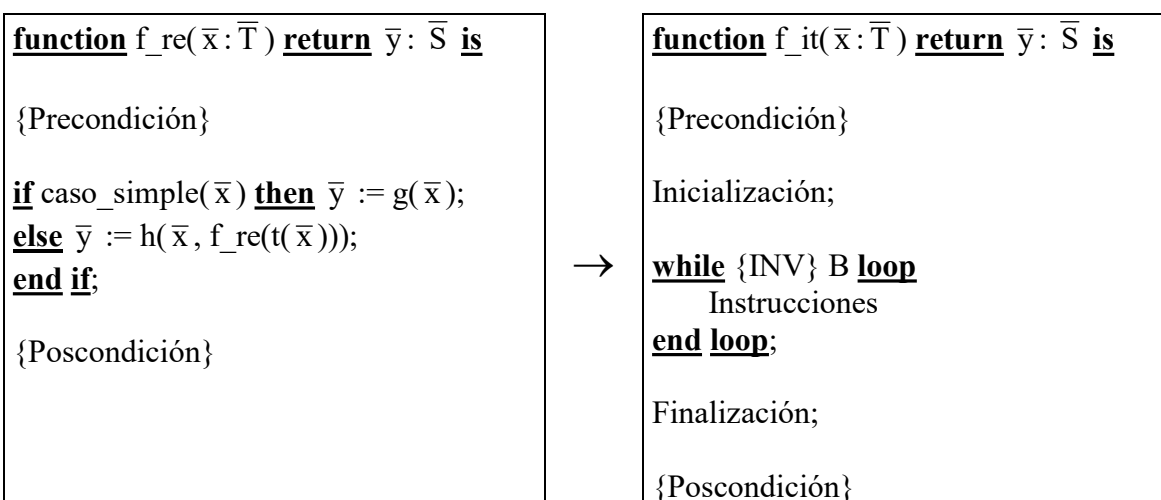 function f_re(x̅ : T̅ ) return y̅ : S̅ is
{Precondición}
if caso_simple( x̅ ) then y̅ := g( x̅ );
else y̅ := h( x̅ , f_re(t( x̅ )));
end if;
{Poscondición}
→
function f_it( x̅ : T̅ ) return y̅ : S̅ is
{Precondición}
Inicialización;
while {INV} B loop
Instrucciones
end loop;
Finalización;
{Poscondición}